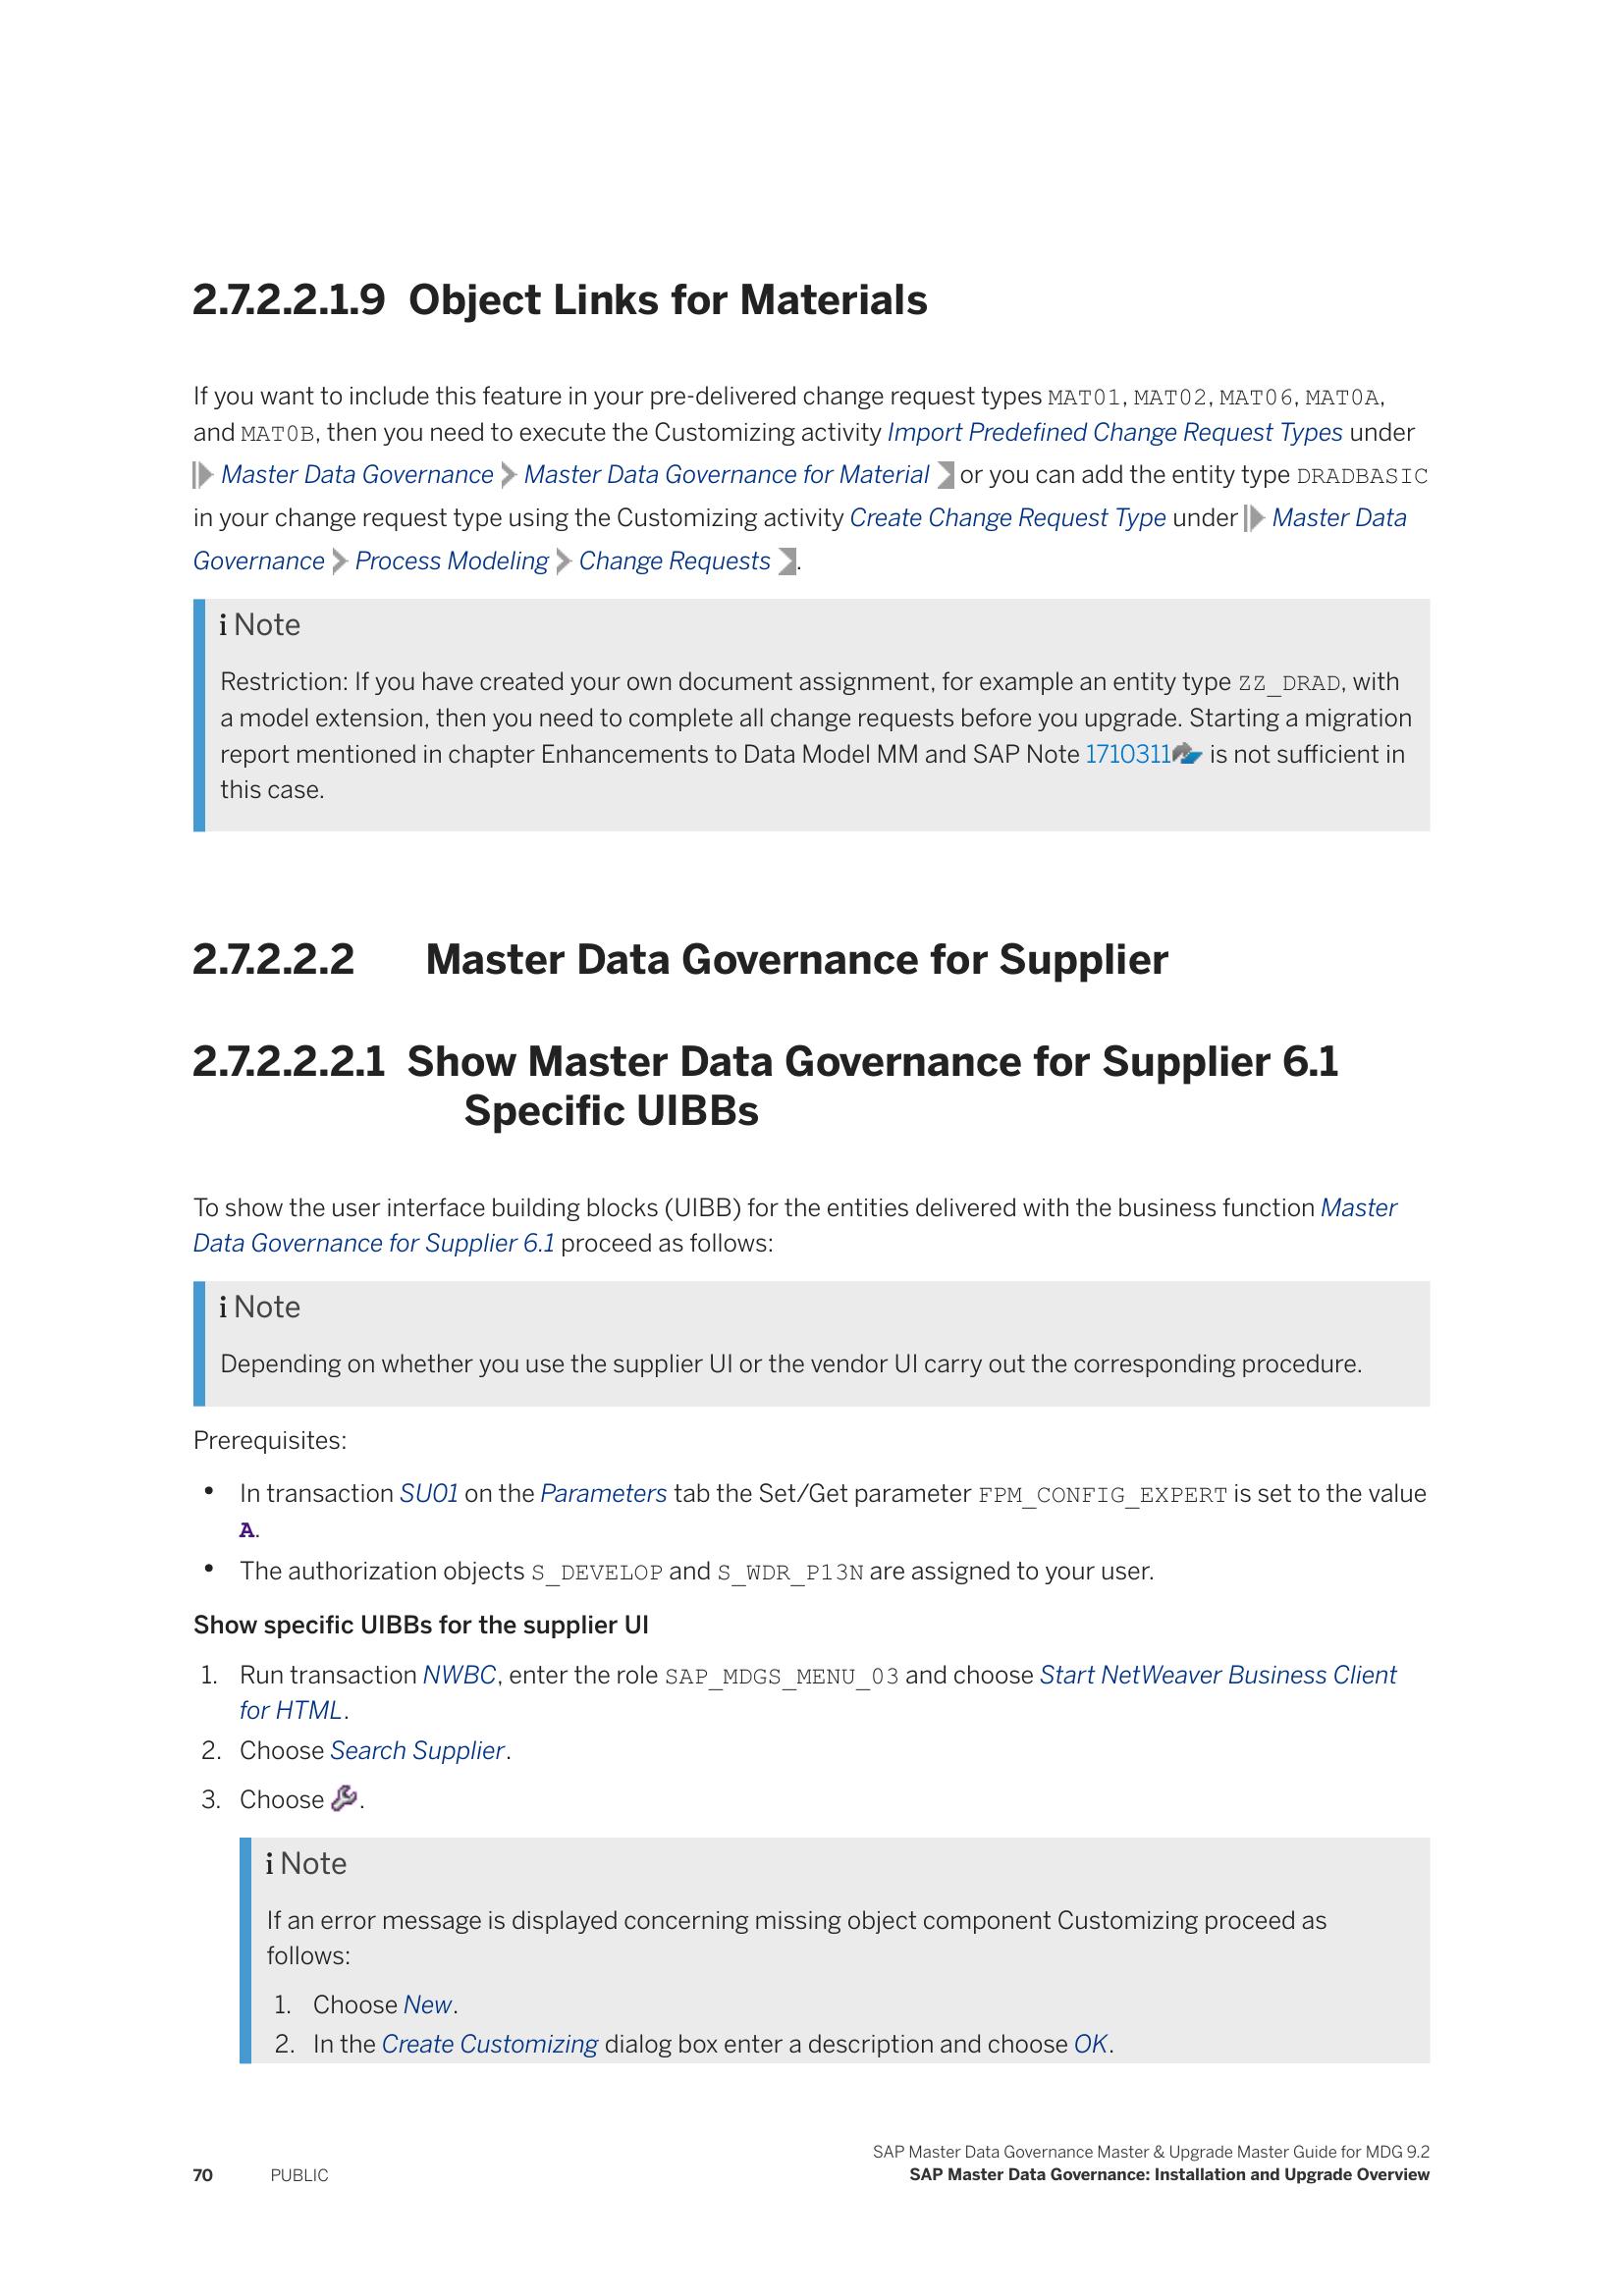 2.7.2.2.1.9 Object Links for Materials
If you want to include this feature in your pre-delivered change request types MAT01, MAT02, MAT06, MAT0A,
and MAT0B, then you need to execute the Customizing activity Import Predefined Change Request Types under
Master Data Governance Master Data Governance for Material or you can add the entity type DRADBASIC
in your change request type using the Customizing activity Create Change Request Type under Master Data
Governance Process Modeling Change Requests .
i Note
Restriction: If you have created your own document assignment, for example an entity type ZZ_DRAD, with
a model extension, then you need to complete all change requests before you upgrade. Starting a migration
report mentioned in chapter Enhancements to Data Model MM and SAP Note 1710311 is not sufficient in
this case.
2.7.2.2.2 Master Data Governance for Supplier
2.7.2.2.2.1 Show Master Data Governance for Supplier 6.1
Specific UIBBs
To show the user interface building blocks (UIBB) for the entities delivered with the business function Master
Data Governance for Supplier 6.1 proceed as follows:
i Note
Depending on whether you use the supplier UI or the vendor UI carry out the corresponding procedure.
Prerequisites:
• In transaction SU01 on the Parameters tab the Set/Get parameter FPM_CONFIG_EXPERT is set to the value
A.
• The authorization objects S_DEVELOP and S_WDR_P13N are assigned to your user.
Show specific UIBBs for the supplier UI
1. Run transaction NWBC, enter the role SAP_MDGS_MENU_03 and choose Start NetWeaver Business Client
for HTML.
2. Choose Search Supplier.
3. Choose .
i Note
If an error message is displayed concerning missing object component Customizing proceed as
follows:
1. Choose New.
2. In the Create Customizing dialog box enter a description and choose OK.
SAP Master Data Governance Master & Upgrade Master Guide for MDG 9.2
70 PUBLIC SAP Master Data Governance: Installation and Upgrade Overview